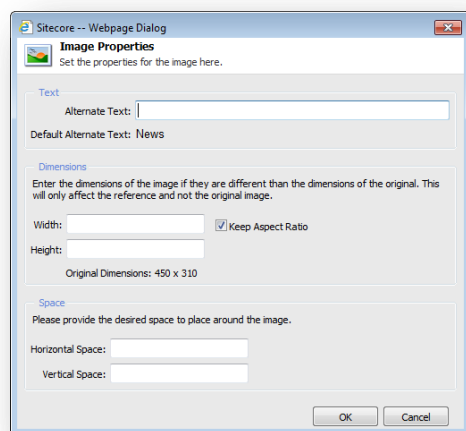 Sitecore -- Webpage Dialog
Image Properties
Set the properties for the image here.
Text
Alternate Text:
Default Alternate Text: News
Dimensions
Enter the dimensions of the image if they are different than the dimensions of the original. This
will only affect the reference and not the original image.
Width:
Keep Aspect Ratio
Height:
Original Dimensions: 450 x 310
Space
Please provide the desired space to place around the image.
Horizontal Space:
Vertical Space:
OK Cancel